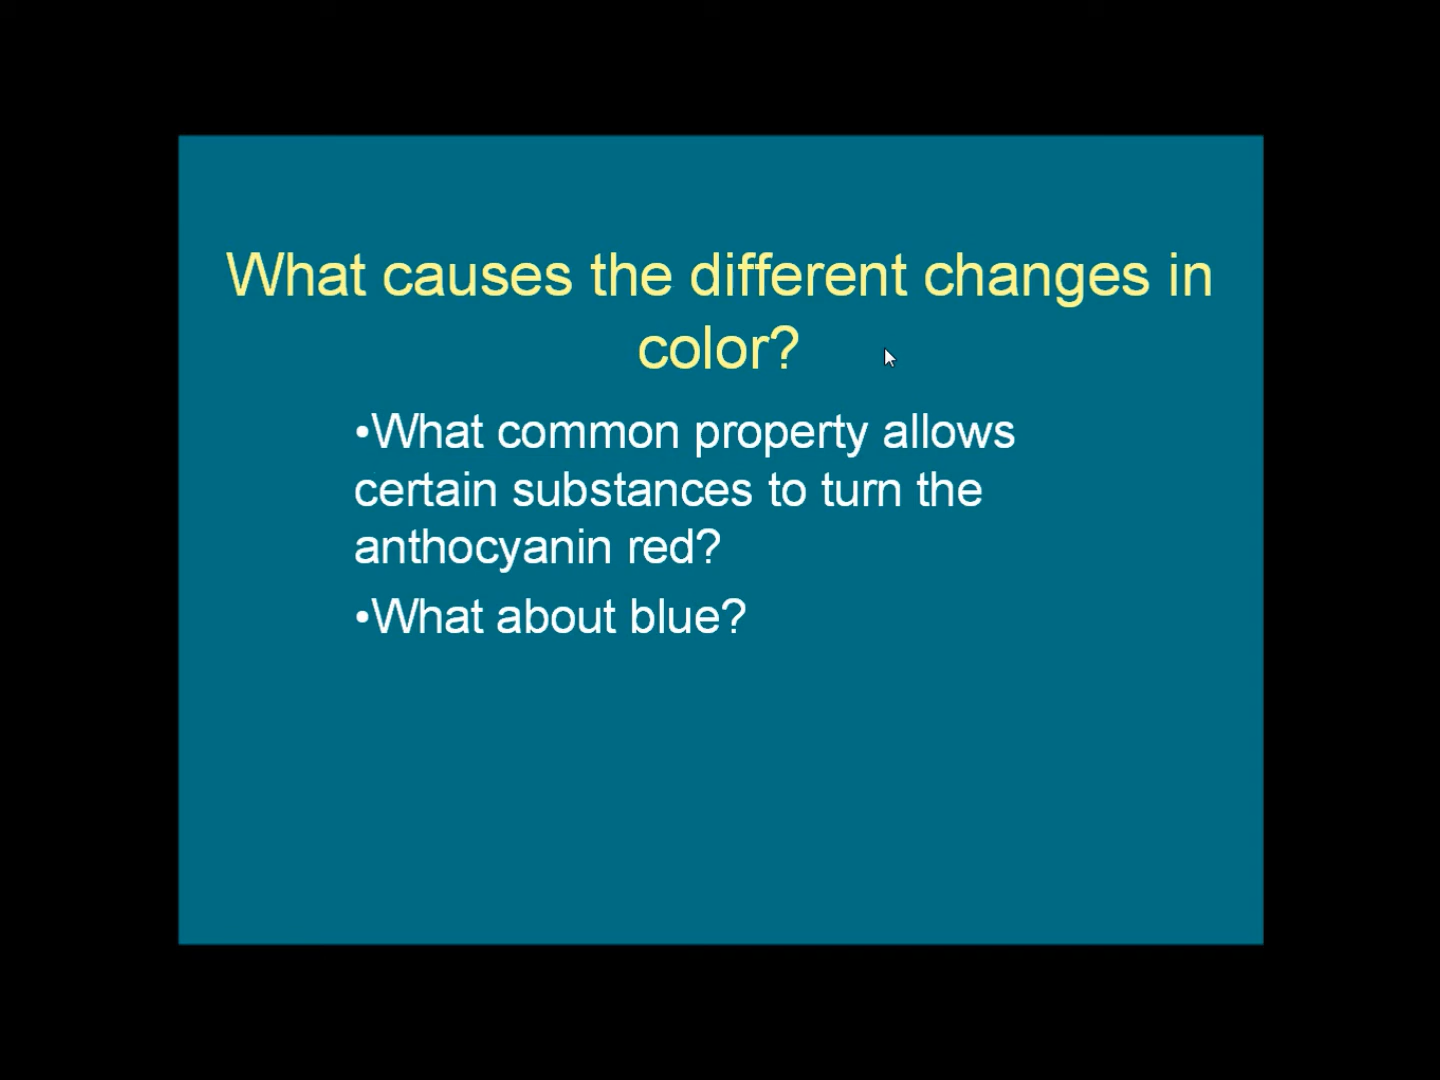 What causes the different changes in
color?
•What common property allows
certain substances to turn the
anthocyanin red?
•What about blue?